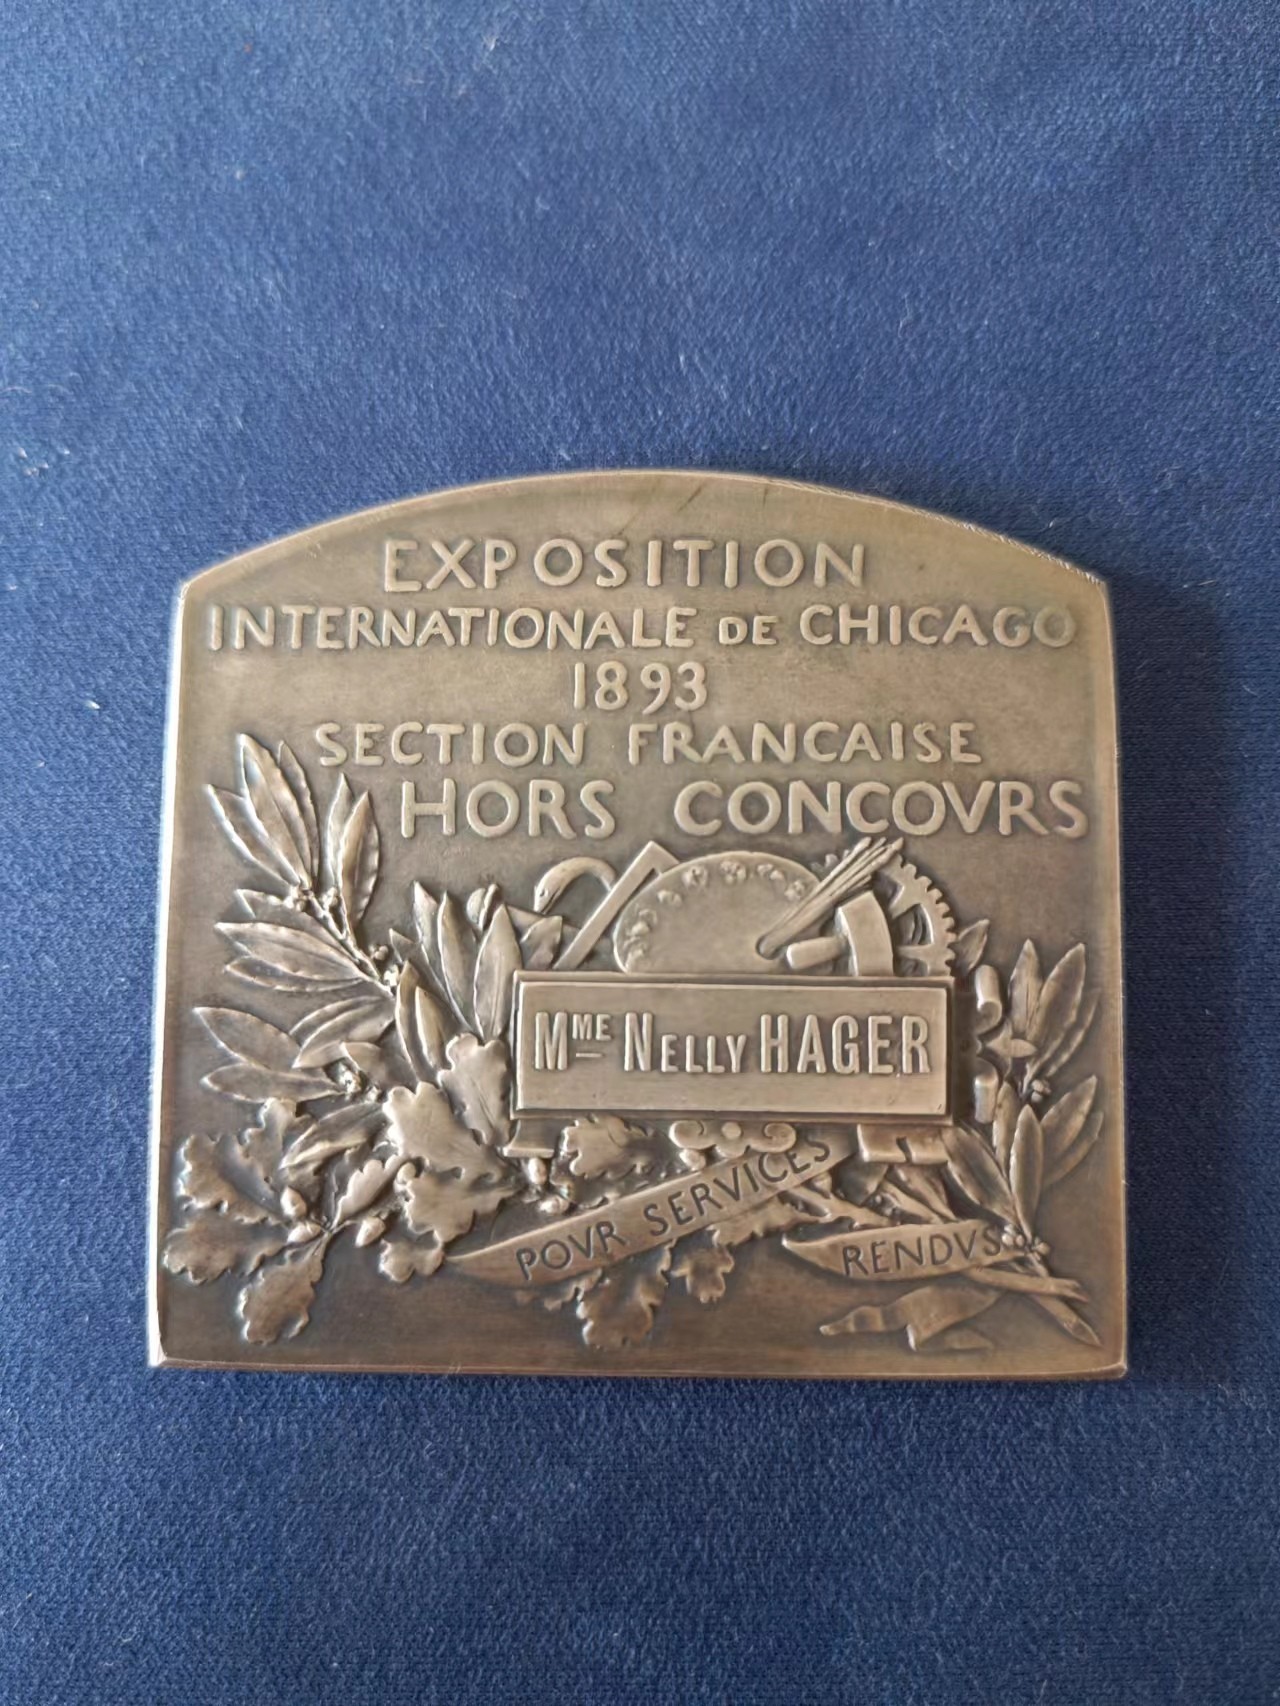 EXPOSITION
INTERNATIONALE DE CHICAGO
1893
SECTION FRANCAISE
HORS CONCOVRS
MME NELLY HAGER
POVR SERVICES
RENDVS